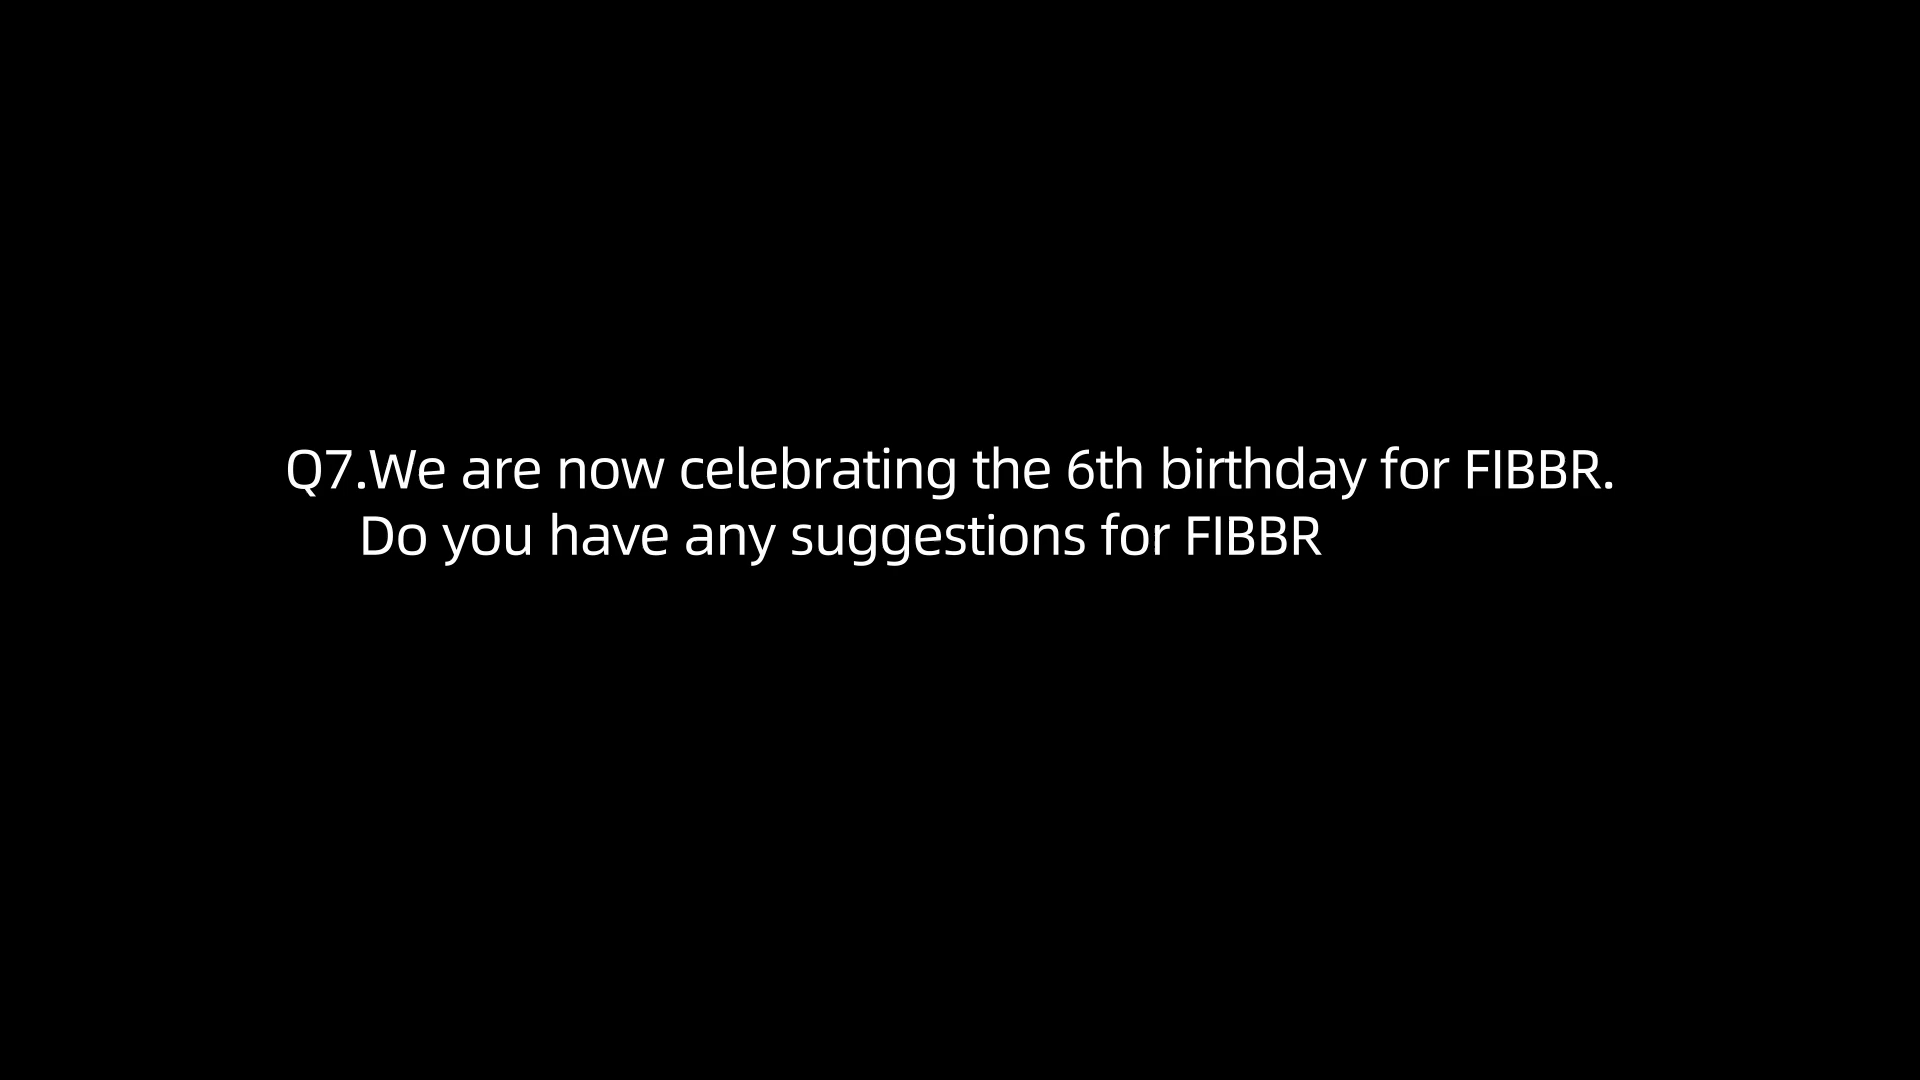 Q7.We are now celebrating the 6th birthday for FIBBR.
Do you have any suggestions for FIBBR